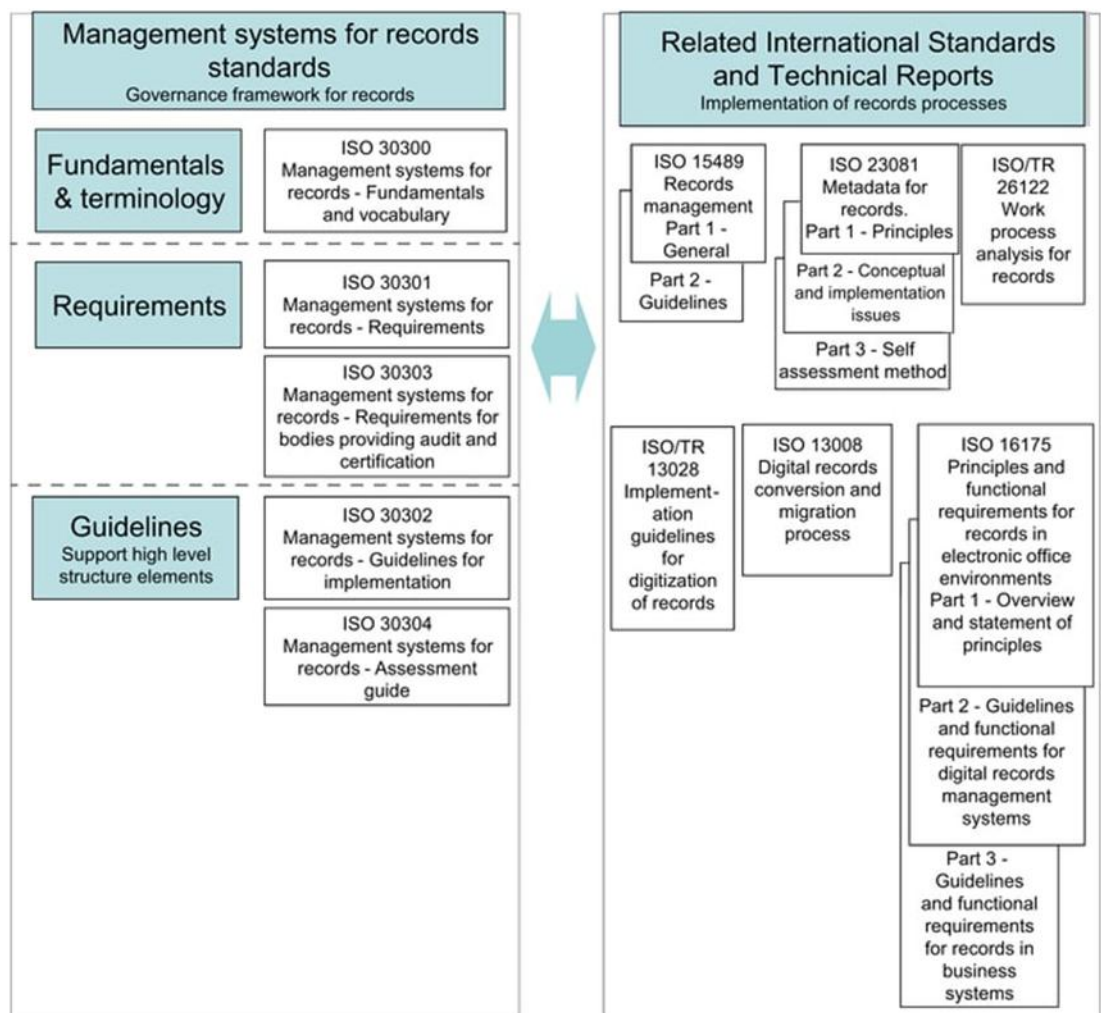 Management systems for records
standards
Governance framework for records
Fundamentals
& terminology
ISO 30300
Management systems for
records - Fundamentals
and vocabulary
Requirements
ISO 30301
Management systems for
records - Requirements
ISO 30303
Management systems for
records - Requirements for
bodies providing audit and
certification
Guidelines
Support high level
structure elements
ISO 30302
Management systems for
records - Guidelines for
implementation
ISO 30304
Management systems for
records - Assessment
guide
Related International Standards
and Technical Reports
Implementation of records processes
ISO 15489
Records
management
Part 1 -
General
Part 2 -
Guidelines
ISO 23081
Metadata for
records.
Part 1 - Principles
Part 2 - Conceptual
and implementation
issues
Part 3 - Self
assessment method
ISO/TR
26122
Work
process
analysis for
records
ISO/TR
13028
Implement-
ation
guidelines
for
digitization
of records
ISO 13008
Digital records
conversion and
migration
process
ISO 16175
Principles and
functional
requirements for
records in
electronic office
environments
Part 1 - Overview
and statement of
principles
Part 2 - Guidelines
and functional
requirements for
digital records
management
systems
Part 3 -
Guidelines
and functional
requirements
for records in
business
systems